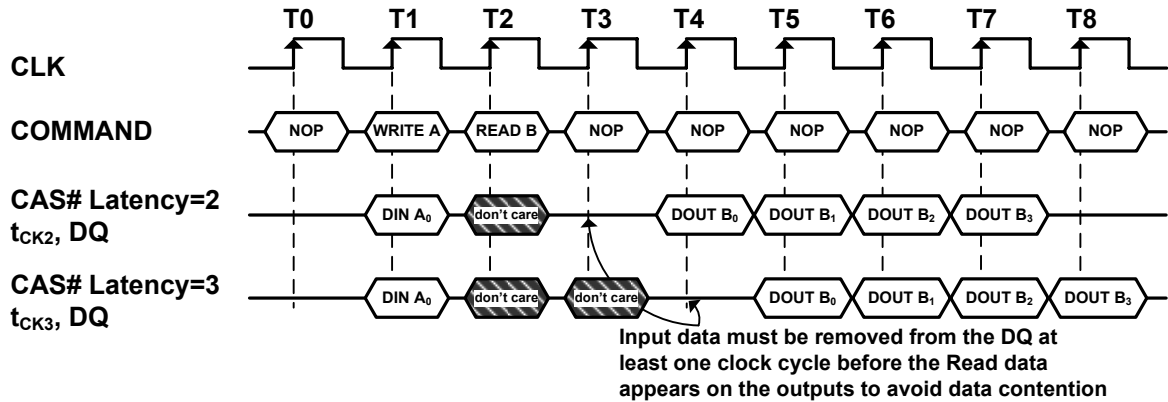 T0 T1 T2 T3 T4 T5 T6 T7 T8
CLK
COMMAND NOP WRITE A READ B NOP NOP NOP NOP NOP NOP
CAS# Latency=2
tCK2, DQ DIN A0 don't care DOUT B0 DOUT B1 DOUT B2 DOUT B3
CAS# Latency=3
tCK3, DQ DIN A0 don't care don't care DOUT B0 DOUT B1 DOUT B2 DOUT B3
Input data must be removed from the DQ at
least one clock cycle before the Read data
appears on the outputs to avoid data contention